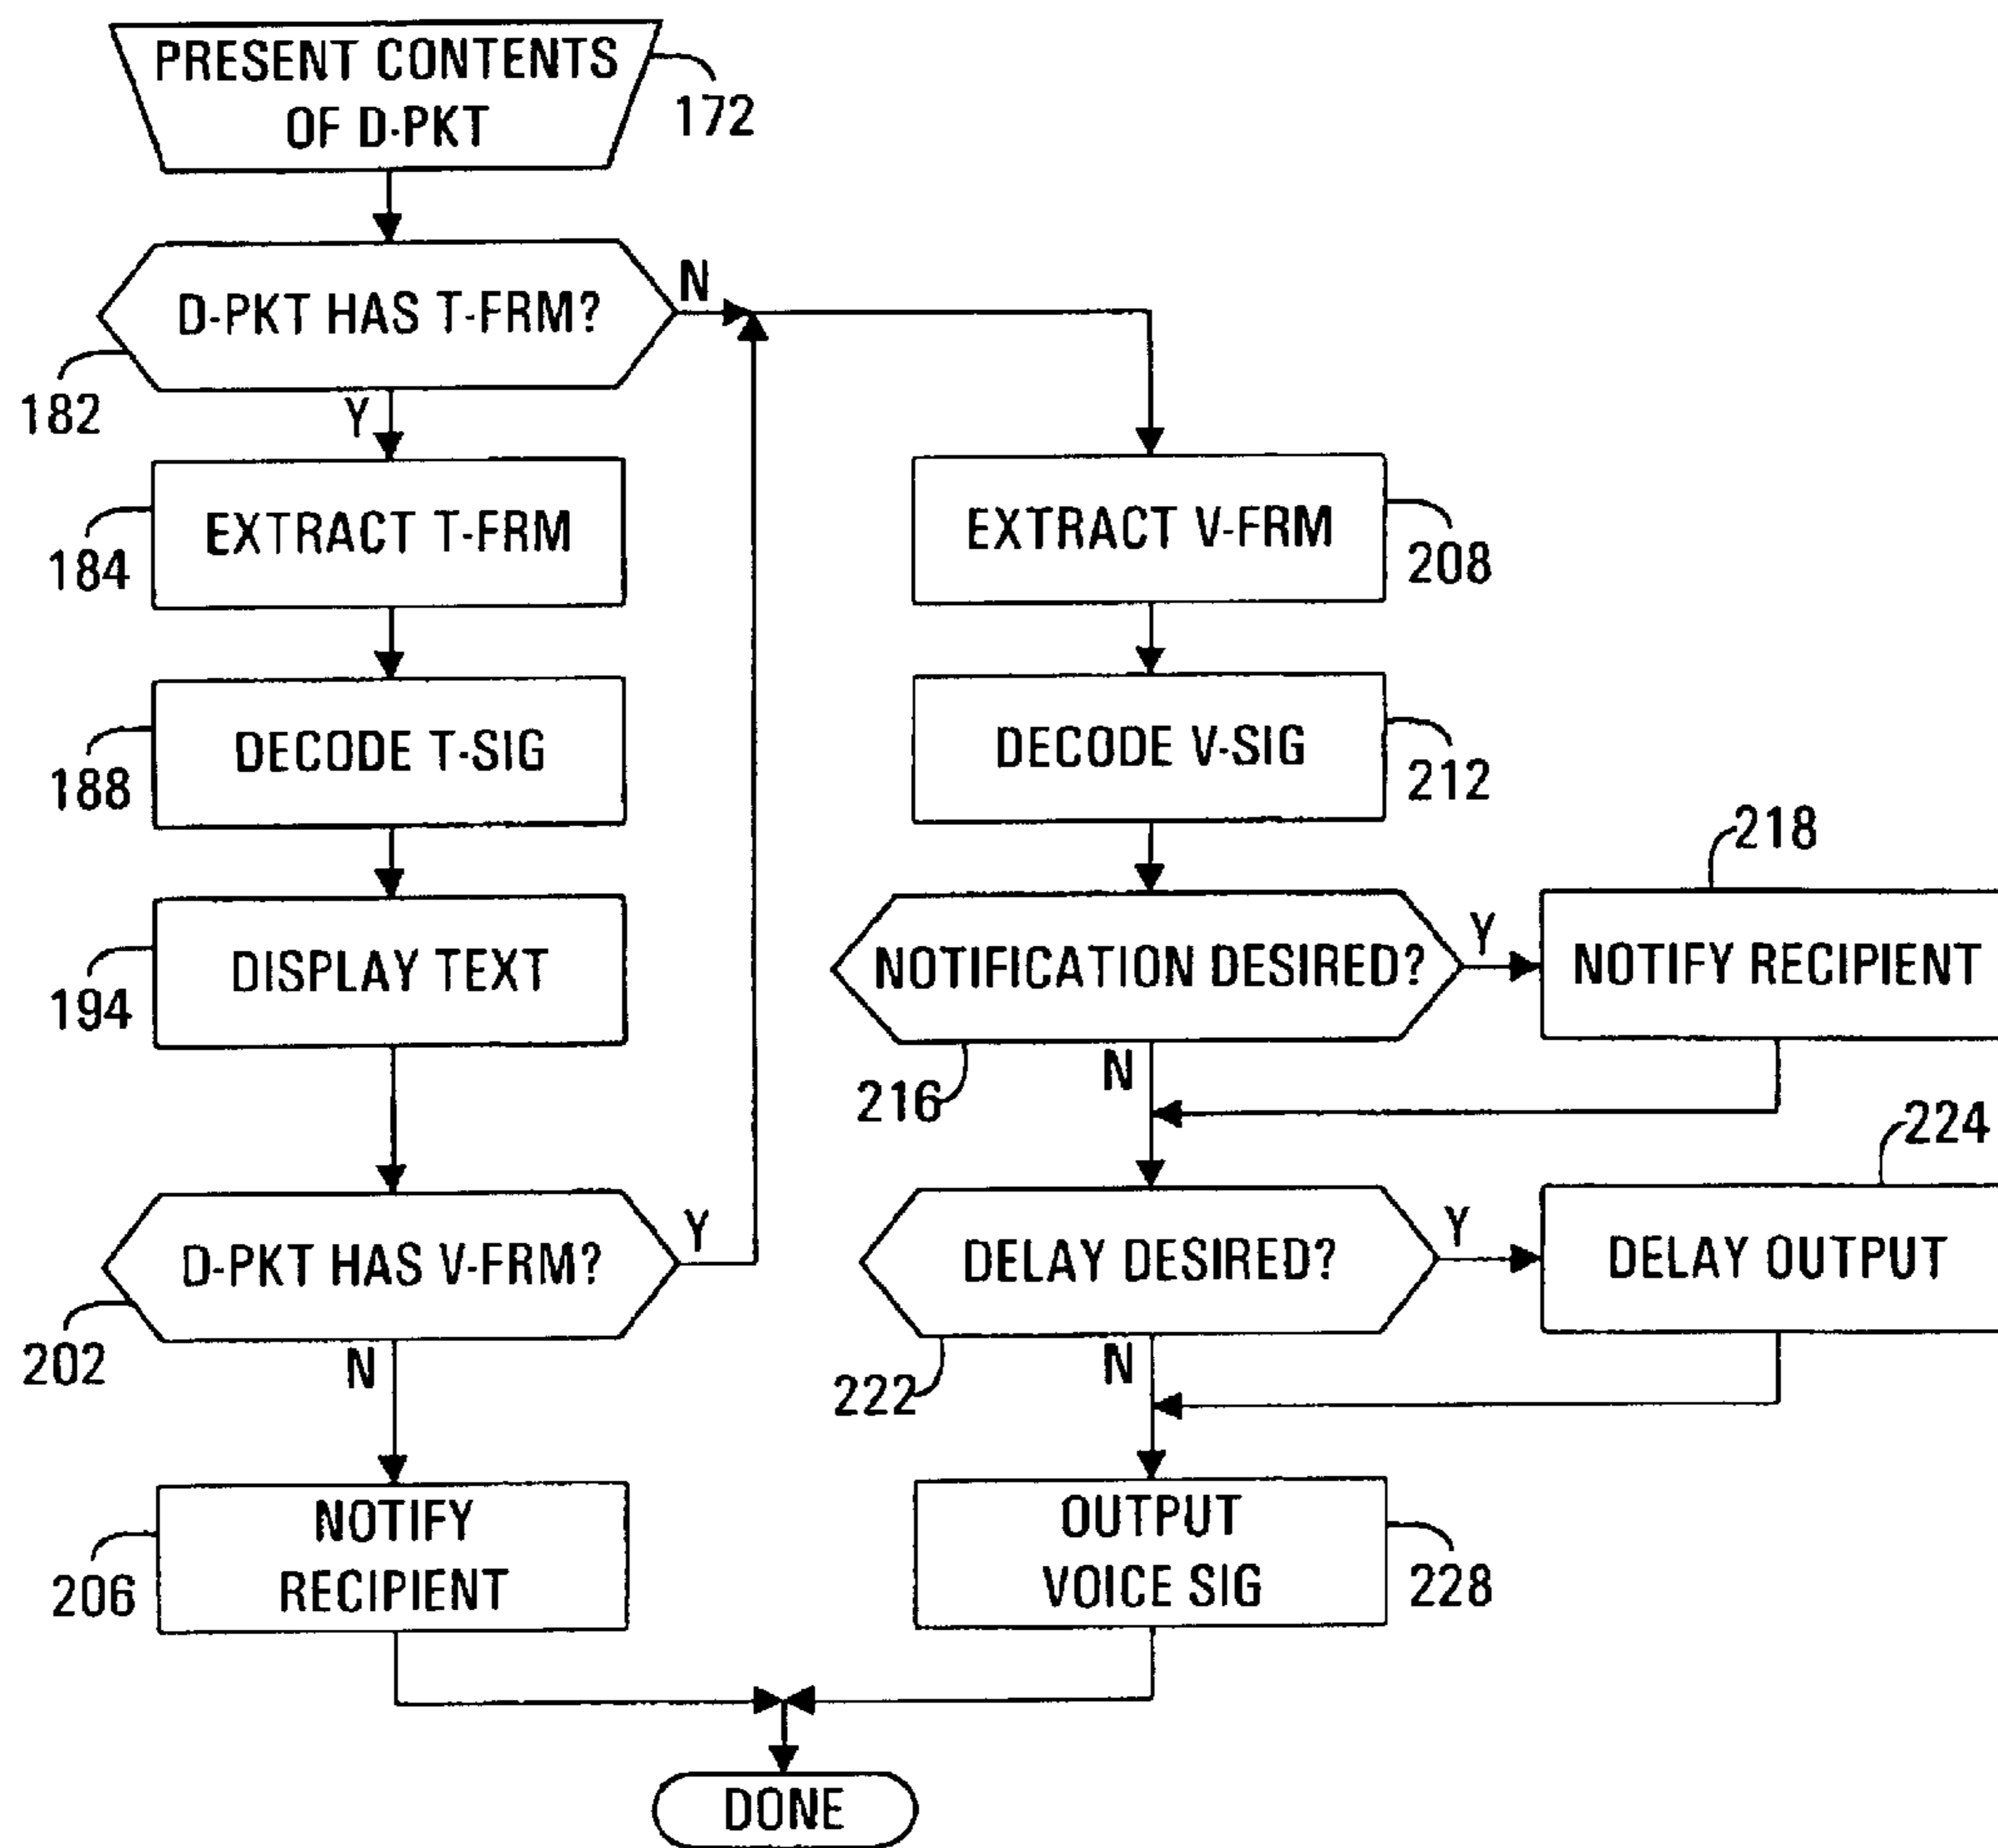 PRESENT CONTENTS
OF D-PKT
172
D-PKT HAS T-FRM?
N
182
Y
EXTRACT T-FRM
184
DECODE T-SIG
188
DISPLAY TEXT
194
D-PKT HAS V-FRM?
Y
202
N
NOTIFY
RECIPIENT
206
EXTRACT V-FRM
208
DECODE V-SIG
212
NOTIFICATION DESIRED?
Y
216
N
218
NOTIFY RECIPIENT
DELAY DESIRED?
Y
222
N
224
DELAY OUTPUT
OUTPUT
VOICE SIG
228
DONE